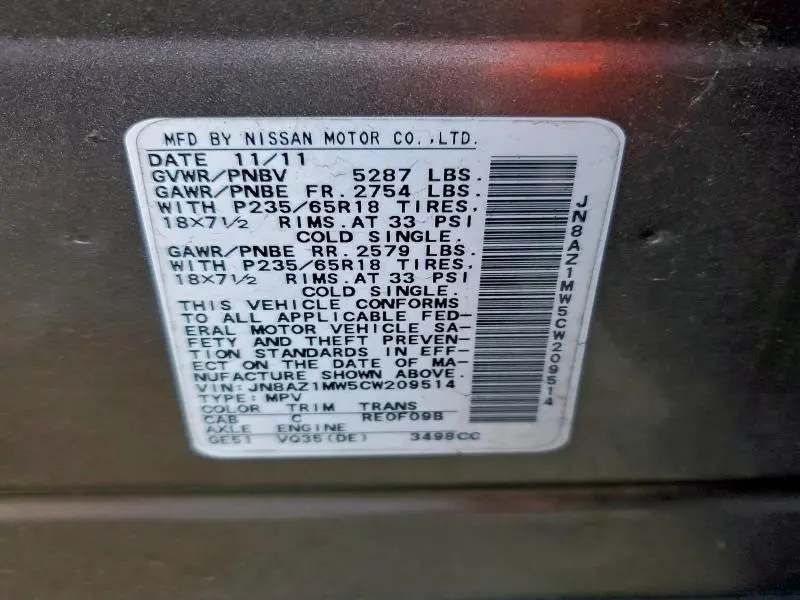 MFD BY NISSAN MOTOR CO.,LTD.
DATE 11/11
GVWR/PNBV 5287 LBS.
GAWR/PNBE FR. 2754 LBS.
WITH P235/65R18 TIRES,
18X7½ RIMS.AT 33 PSI
COLD SINGLE.
GAWR/PNBE RR. 2579 LBS.
WITH P235/65R18 TIRES,
18X7½ RIMS.AT 33 PSI
COLD SINGLE.
THIS VEHICLE CONFORMS
TO ALL APPLICABLE FED-
ERAL MOTOR VEHICLE SA-
FETY AND THEFT PREVEN-
TION STANDARDS IN EFF-
ECT ON THE DATE OF MA-
NUFACTURE SHOWN ABOVE.
VIN:JN8AZ1MW5CW209514
TYPE:MPV
COLOR TRIM TRANS
CAB C RE0F09B
AXLE ENGINE
GE51 VQ35(DE) 3498CC
JN8AZ1MW5CW209514